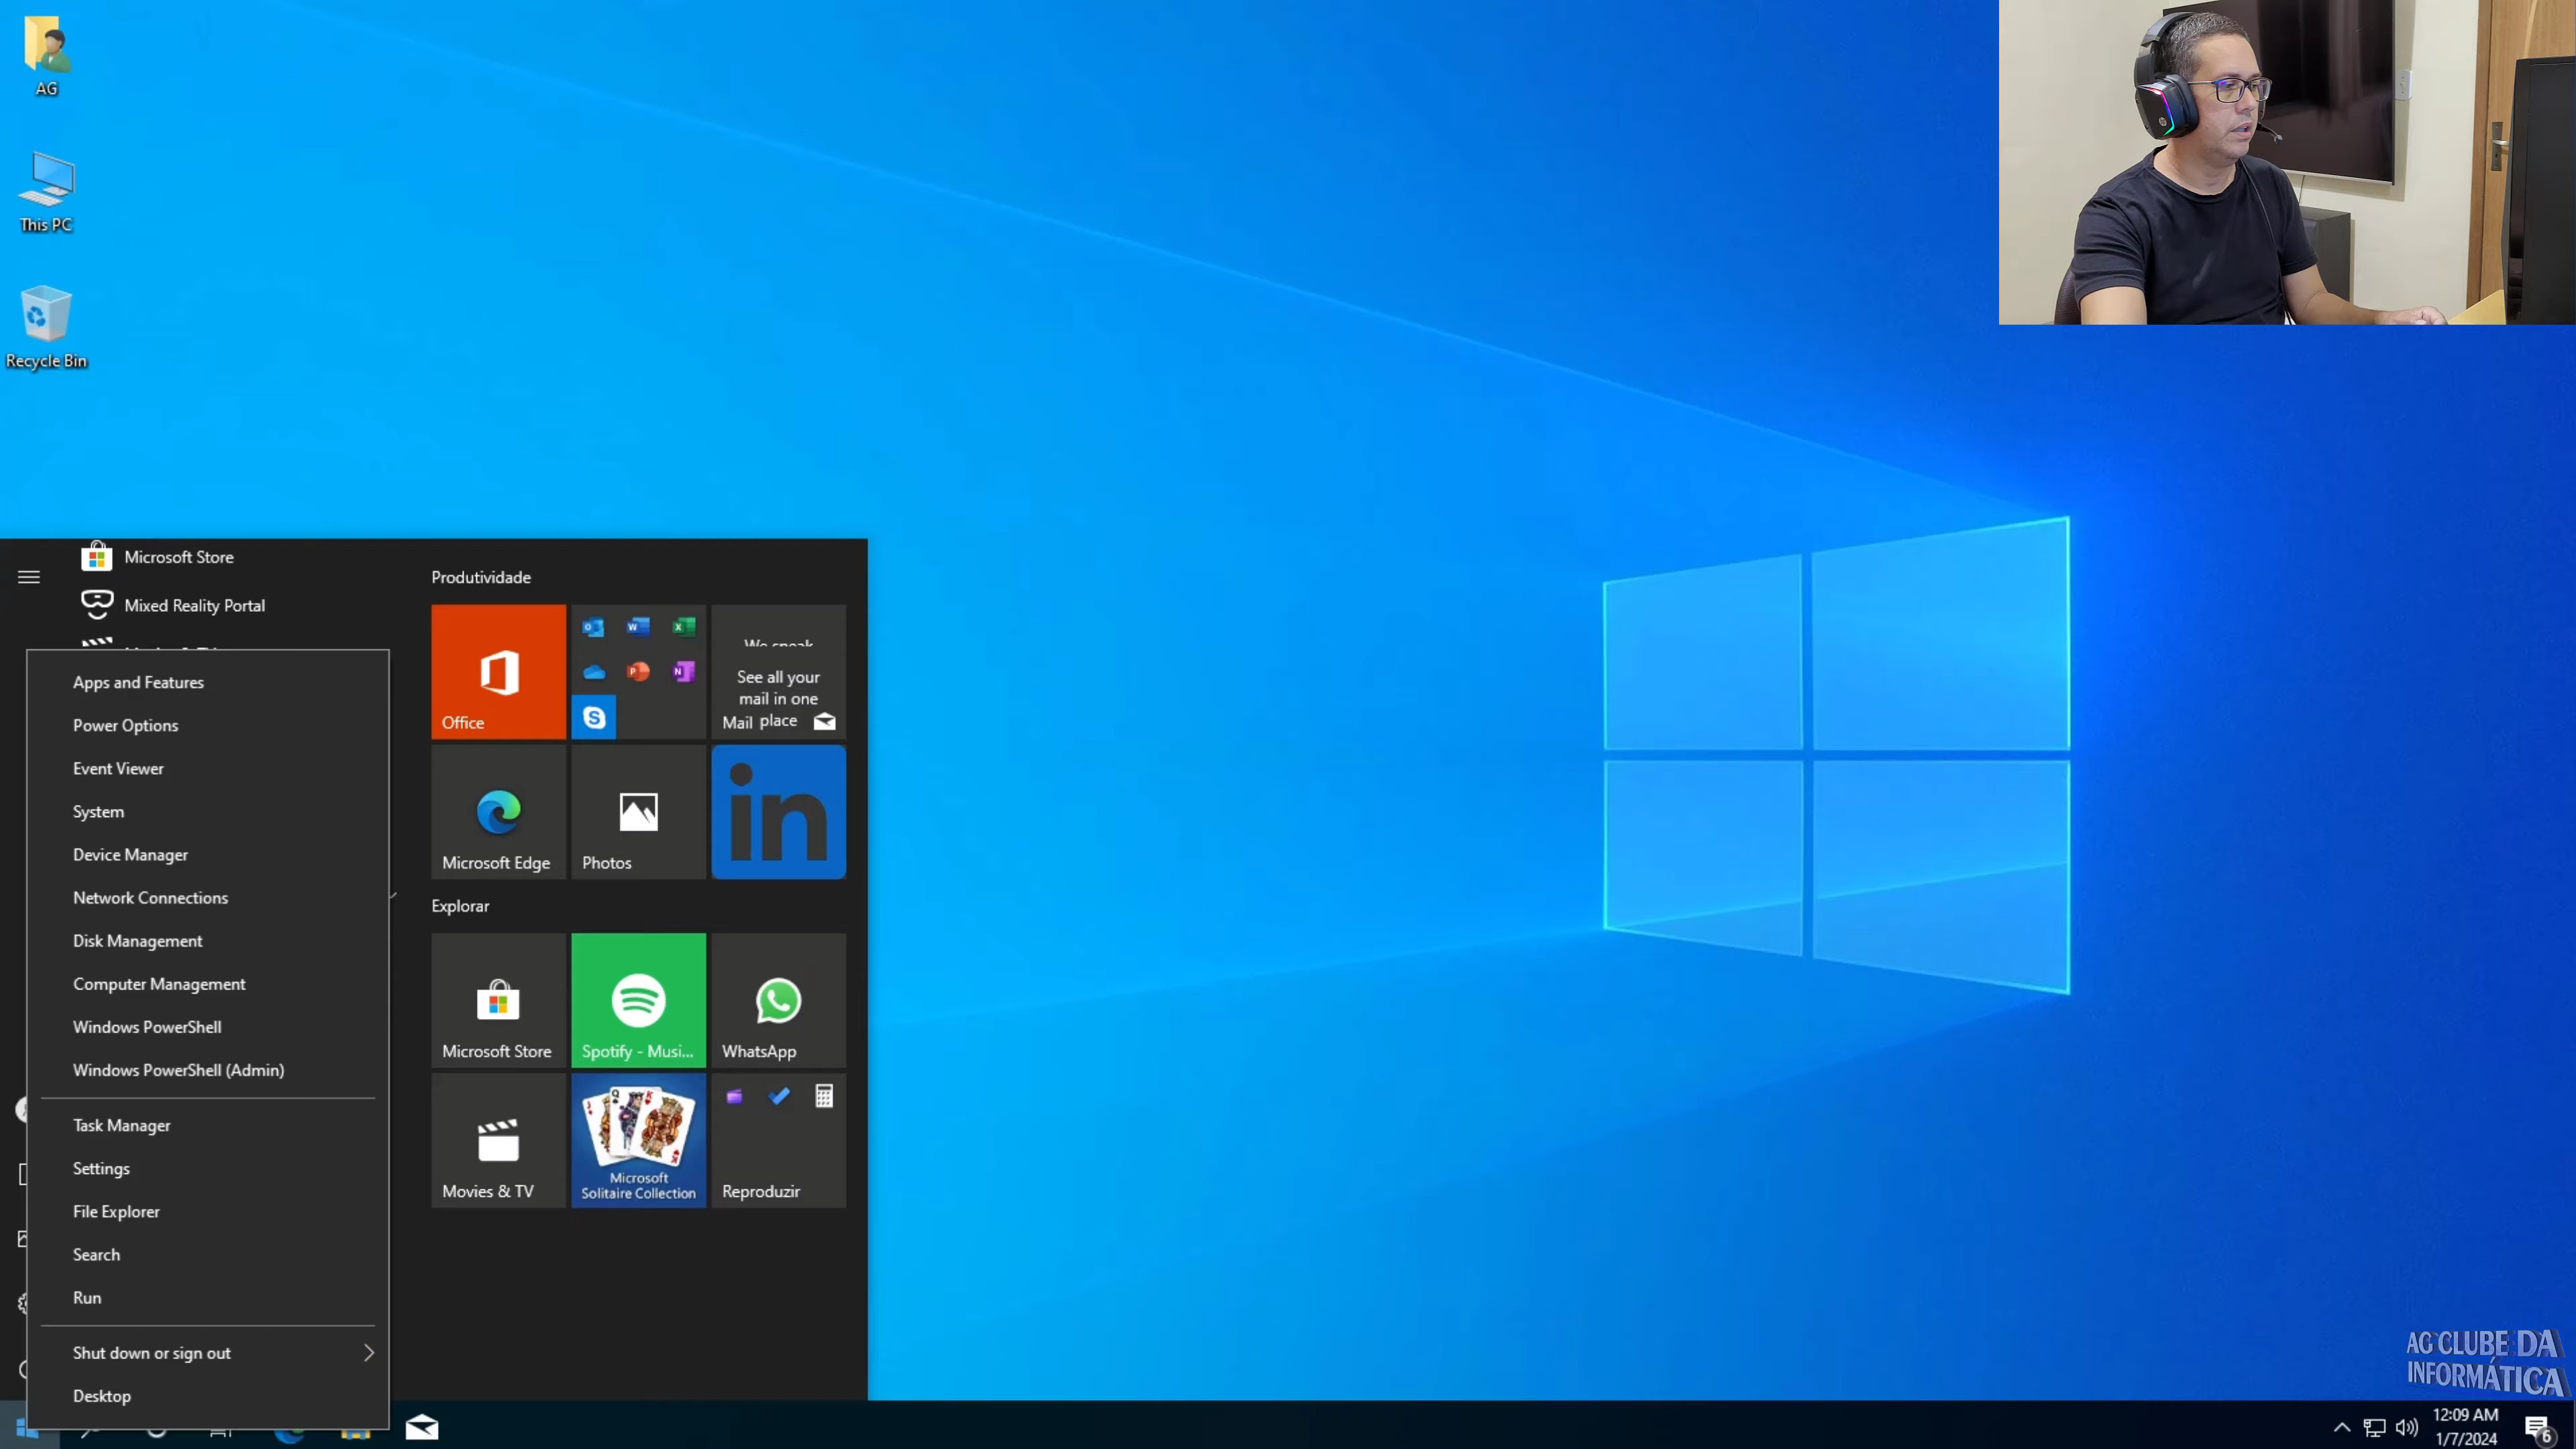 AG
This PC
Recycle Bin
Microsoft Store
Mixed Reality Portal
Apps and Features
Power Options
Event Viewer
System
Device Manager
Network Connections
Disk Management
Computer Management
Windows PowerShell
Windows PowerShell (Admin)
Task Manager
Settings
File Explorer
Search
Run
Shut down or sign out
Desktop
Produtividade
Office
We speak
See all your
mail in one
place
Mail
Microsoft Edge
Photos
in
Explorar
Microsoft Store
Spotify - Musi...
WhatsApp
Movies & TV
Microsoft
Solitaire Collection
Reproduzir
AG CLUBE DA
INFORMÁTICA
12:09 AM
1/7/2024
6